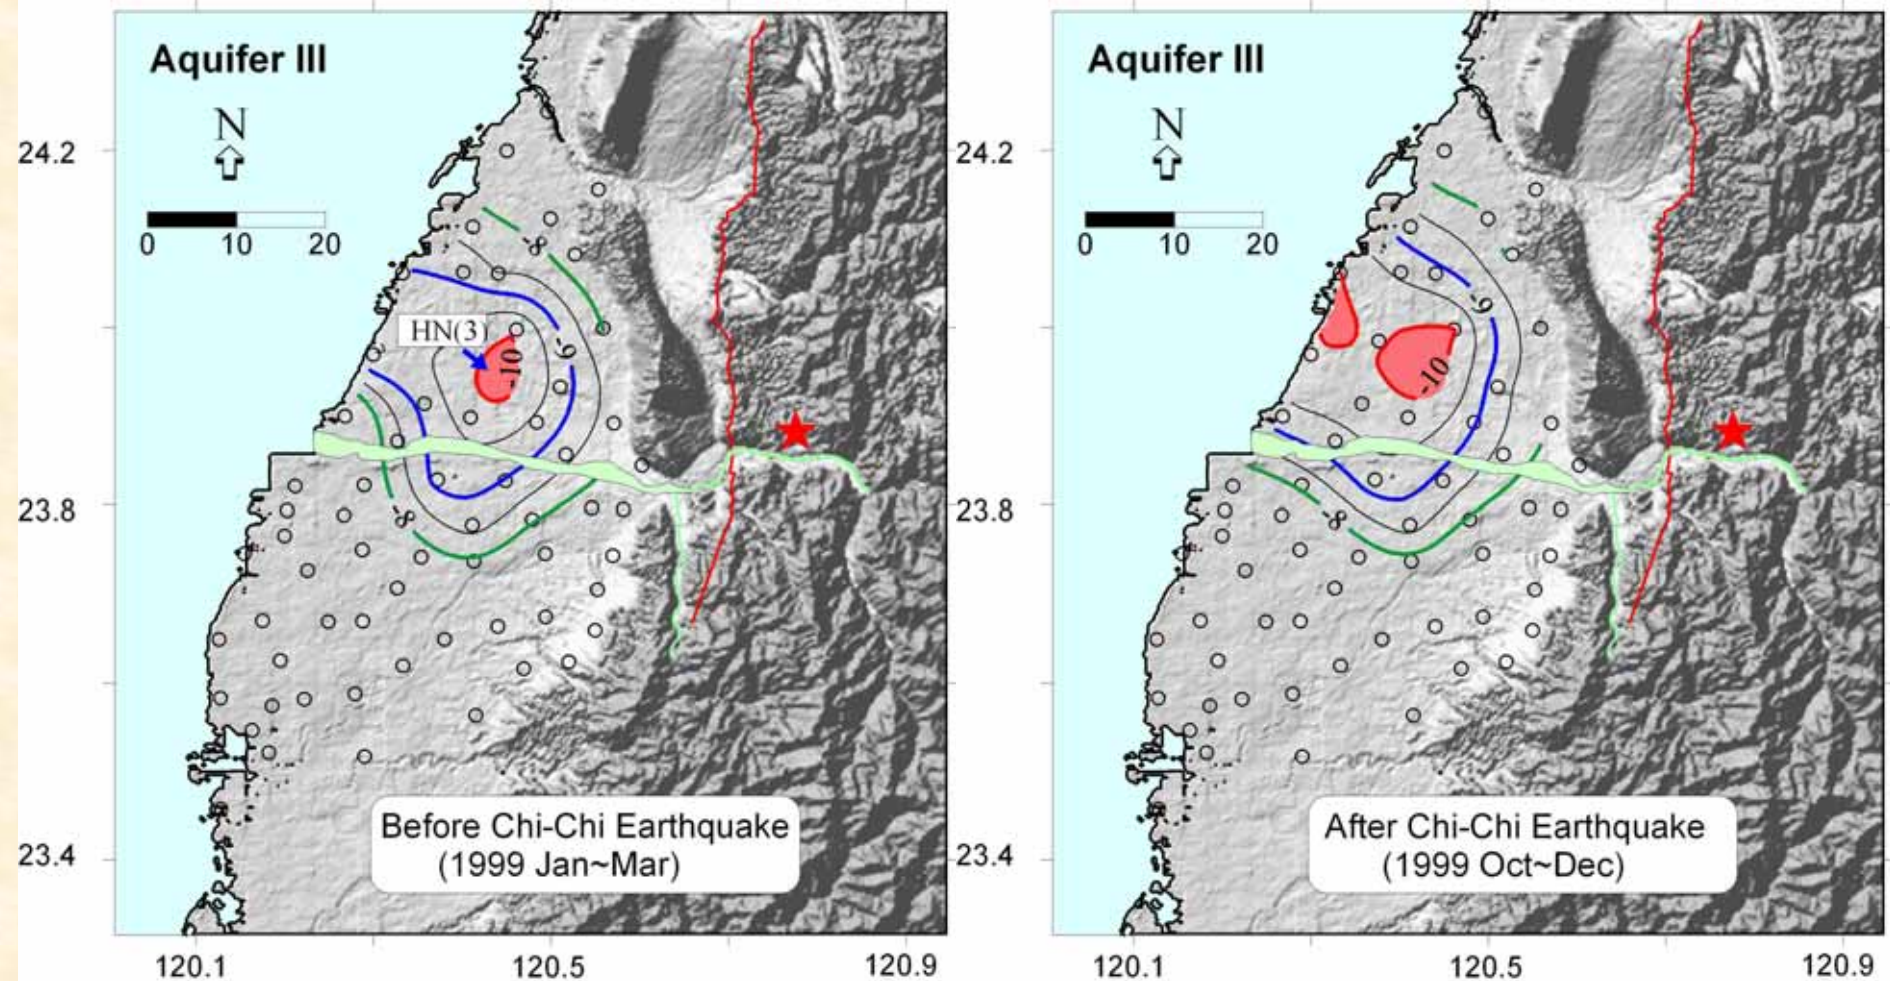 Aquifer III
N
0 10 20
24.2
23.8
23.4
-8
HN(3)
-9
-10
-8
Before Chi-Chi Earthquake
(1999 Jan~Mar)
120.1 120.5 120.9
Aquifer III
N
0 10 20
24.2
23.8
23.4
-9
-10
-8
After Chi-Chi Earthquake
(1999 Oct~Dec)
120.1 120.5 120.9